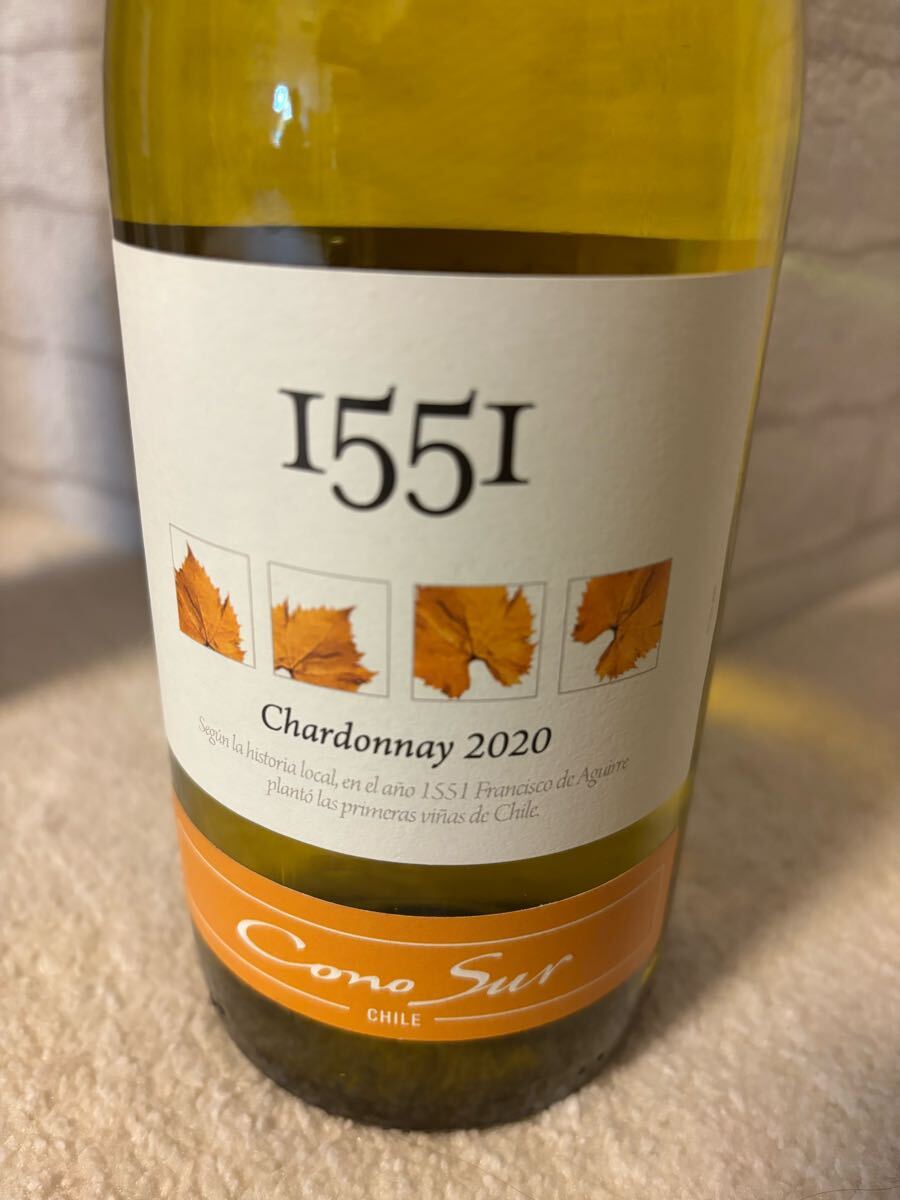 1551
Chardonnay 2020
Según la historia local, en el año 1551 Francisco de Aguirre
plantó las primeras viñas de Chile.
Cono Sur
CHILE